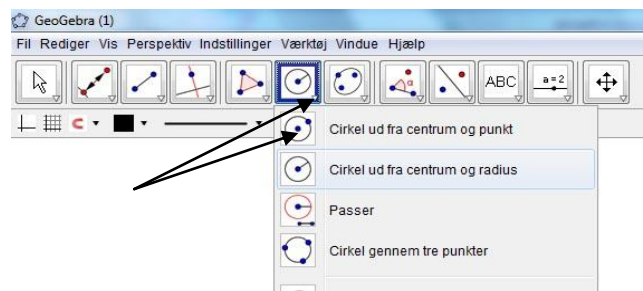 GeoGebra (1)
Fil Rediger Vis Perspektiv Indstillinger Værktøj Vindue Hjælp
ABC a=2
Cirkel ud fra centrum og punkt
Cirkel ud fra centrum og radius
Passer
Cirkel gennem tre punkter